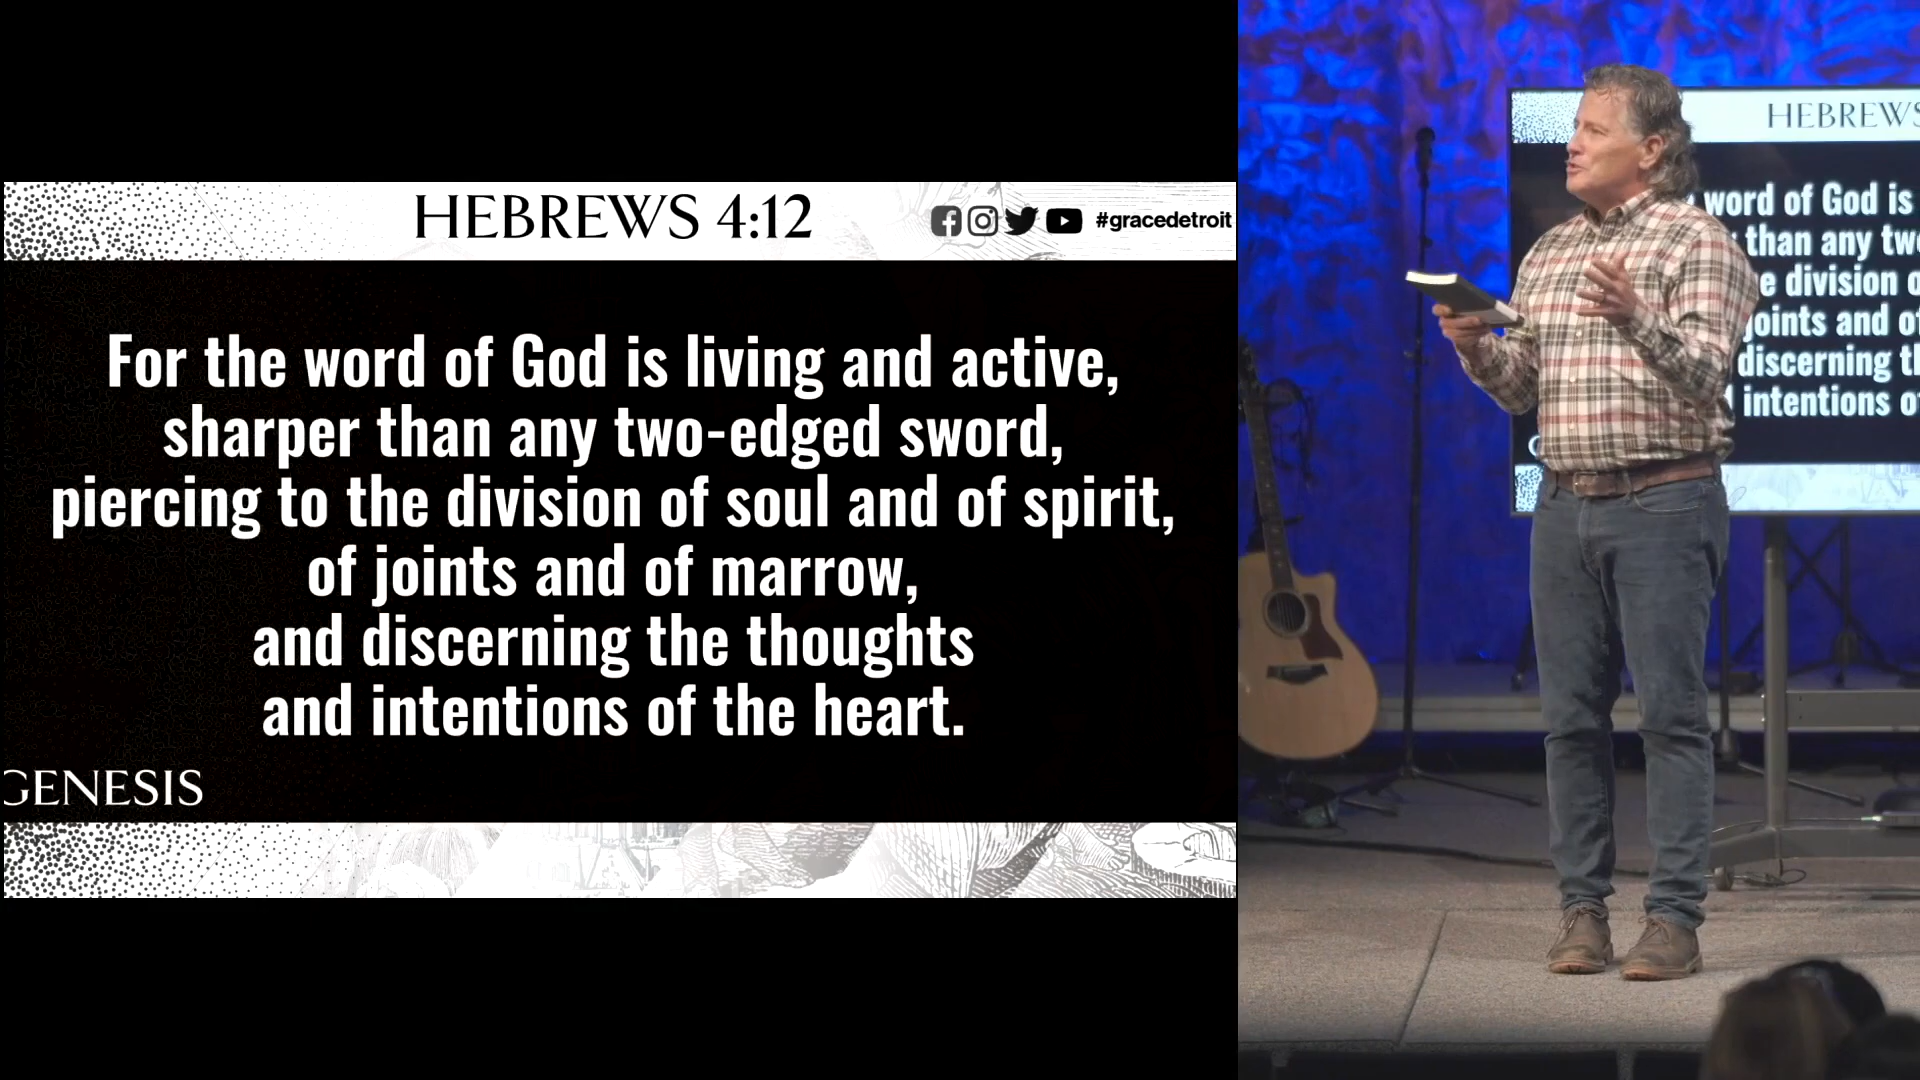 HEBREWS 4:12
#gracedetroit
For the word of God is living and active,
sharper than any two-edged sword,
piercing to the division of soul and of spirit,
of joints and of marrow,
and discerning the thoughts
and intentions of the heart.
GENESIS
HEBREWS
word of God is
than any
division
joints and
discerning
intentions